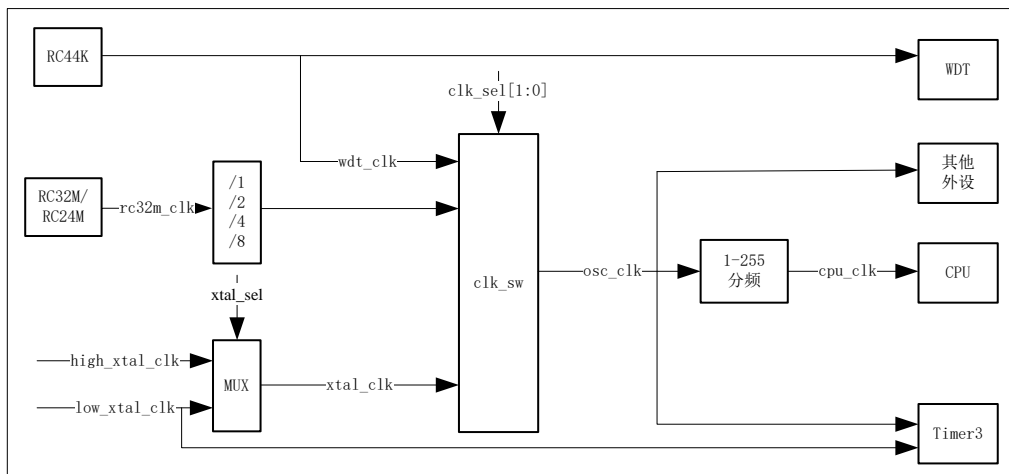 RC44K
WDT
clk_sel[1:0]
wdt_clk
其他
外设
RC32M/
RC24M
rc32m_clk
/1
/2
/4
/8
clk_sw
osc_clk
1-255
分频
cpu_clk
CPU
xtal_sel
high_xtal_clk
MUX
xtal_clk
low_xtal_clk
Timer3